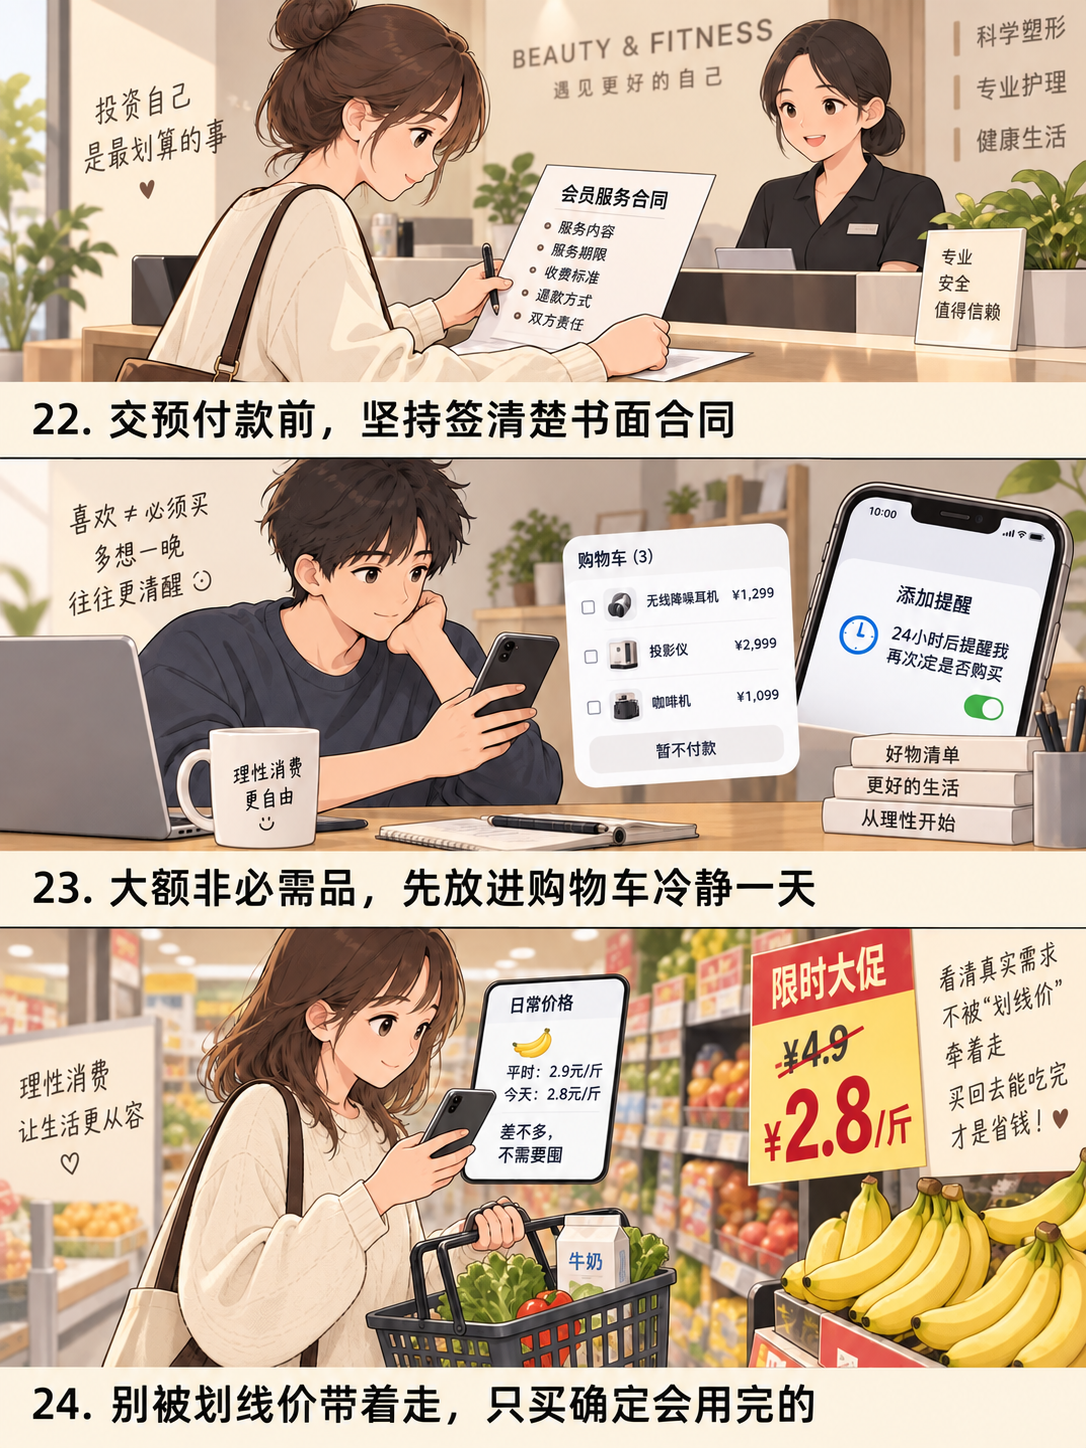 投资自己
是最划算的事
BEAUTY & FITNESS
遇见更好的自己
科学塑形
专业护理
健康生活
会员服务合同
服务内容
服务期限
收费标准
退款方式
双方责任
专业
安全
值得信赖
22. 交预付款前，坚持签清楚书面合同
喜欢≠必须买
多想一晚
往往更清醒
理性消费
更自由
购物车 (3)
无线降噪耳机 ¥1,299
投影仪 ¥2,999
咖啡机 ¥1,099
暂不付款
10:00
添加提醒
24小时后提醒我
再次定是否购买
好物清单
更好的生活
从理性开始
23. 大额非必需品，先放进购物车冷静一天
理性消费
让生活更从容
日常价格
平时：2.9元/斤
今天：2.8元/斤
差不多，
不需要囤
牛奶
限时大促
¥4.9
¥2.8/斤
看清真实需求
不被“划线价”
牵着走
买回去能吃完
才是省钱！
24. 别被划线价带着走，只买确定会用完的